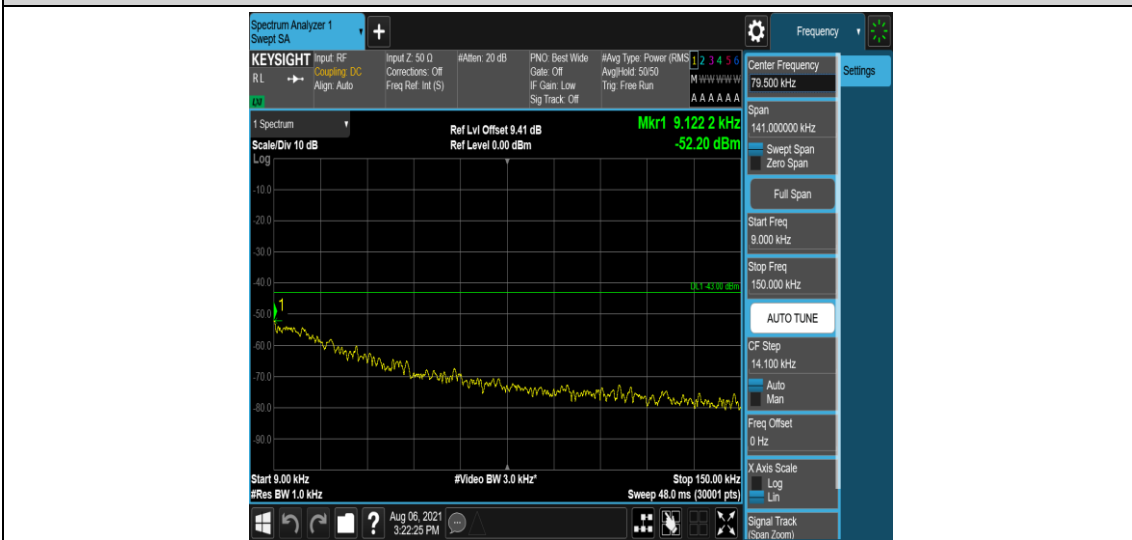 Spectrum Analyzer 1
Swept SA
+
Frequency
KEYSIGHT
RL
LXI
Input: RF
Coupling: DC
Align: Auto
Input Z: 50 Ω
Corrections: Off
Freq Ref: Int (S)
#Atten: 20 dB
PNO: Best Wide
Gate: Off
IF Gain: Low
Sig Track: Off
#Avg Type: Power (RMS
Avg|Hold: 50/50
Trig: Free Run
1 2 3 4 5 6
M W W W W W
A A A A A A
1 Spectrum
Scale/Div 10 dB
Log
Ref Lvl Offset 9.41 dB
Ref Level 0.00 dBm
Mkr1 9.122 2 kHz
-52.20 dBm
-10.0
-20.0
-30.0
-40.0
DL1 -43.00 dBm
1
-50.0
-60.0
-70.0
-80.0
-90.0
Start 9.00 kHz
#Video BW 3.0 kHz*
Stop 150.00 kHz
#Res BW 1.0 kHz
Sweep 48.0 ms (30001 pts)
?
Aug 06, 2021
3:22:25 PM
Center Frequency
79.500 kHz
Settings
Span
141.000000 kHz
Swept Span
Zero Span
Full Span
Start Freq
9.000 kHz
Stop Freq
150.000 kHz
AUTO TUNE
CF Step
14.100 kHz
Auto
Man
Freq Offset
0 Hz
X Axis Scale
Log
Lin
Signal Track
(Span Zoom)